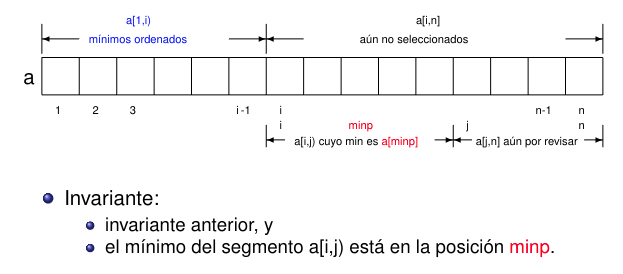 a[1,i) a[i,n]
mínimos ordenados aún no seleccionados
a
1 2 3 i -1 i n-1 n
i minp j n
a[i,j) cuyo min es a[minp] a[j,n] aún por revisar
Invariante:
invariante anterior, y
el mínimo del segmento a[i,j) está en la posición minp.